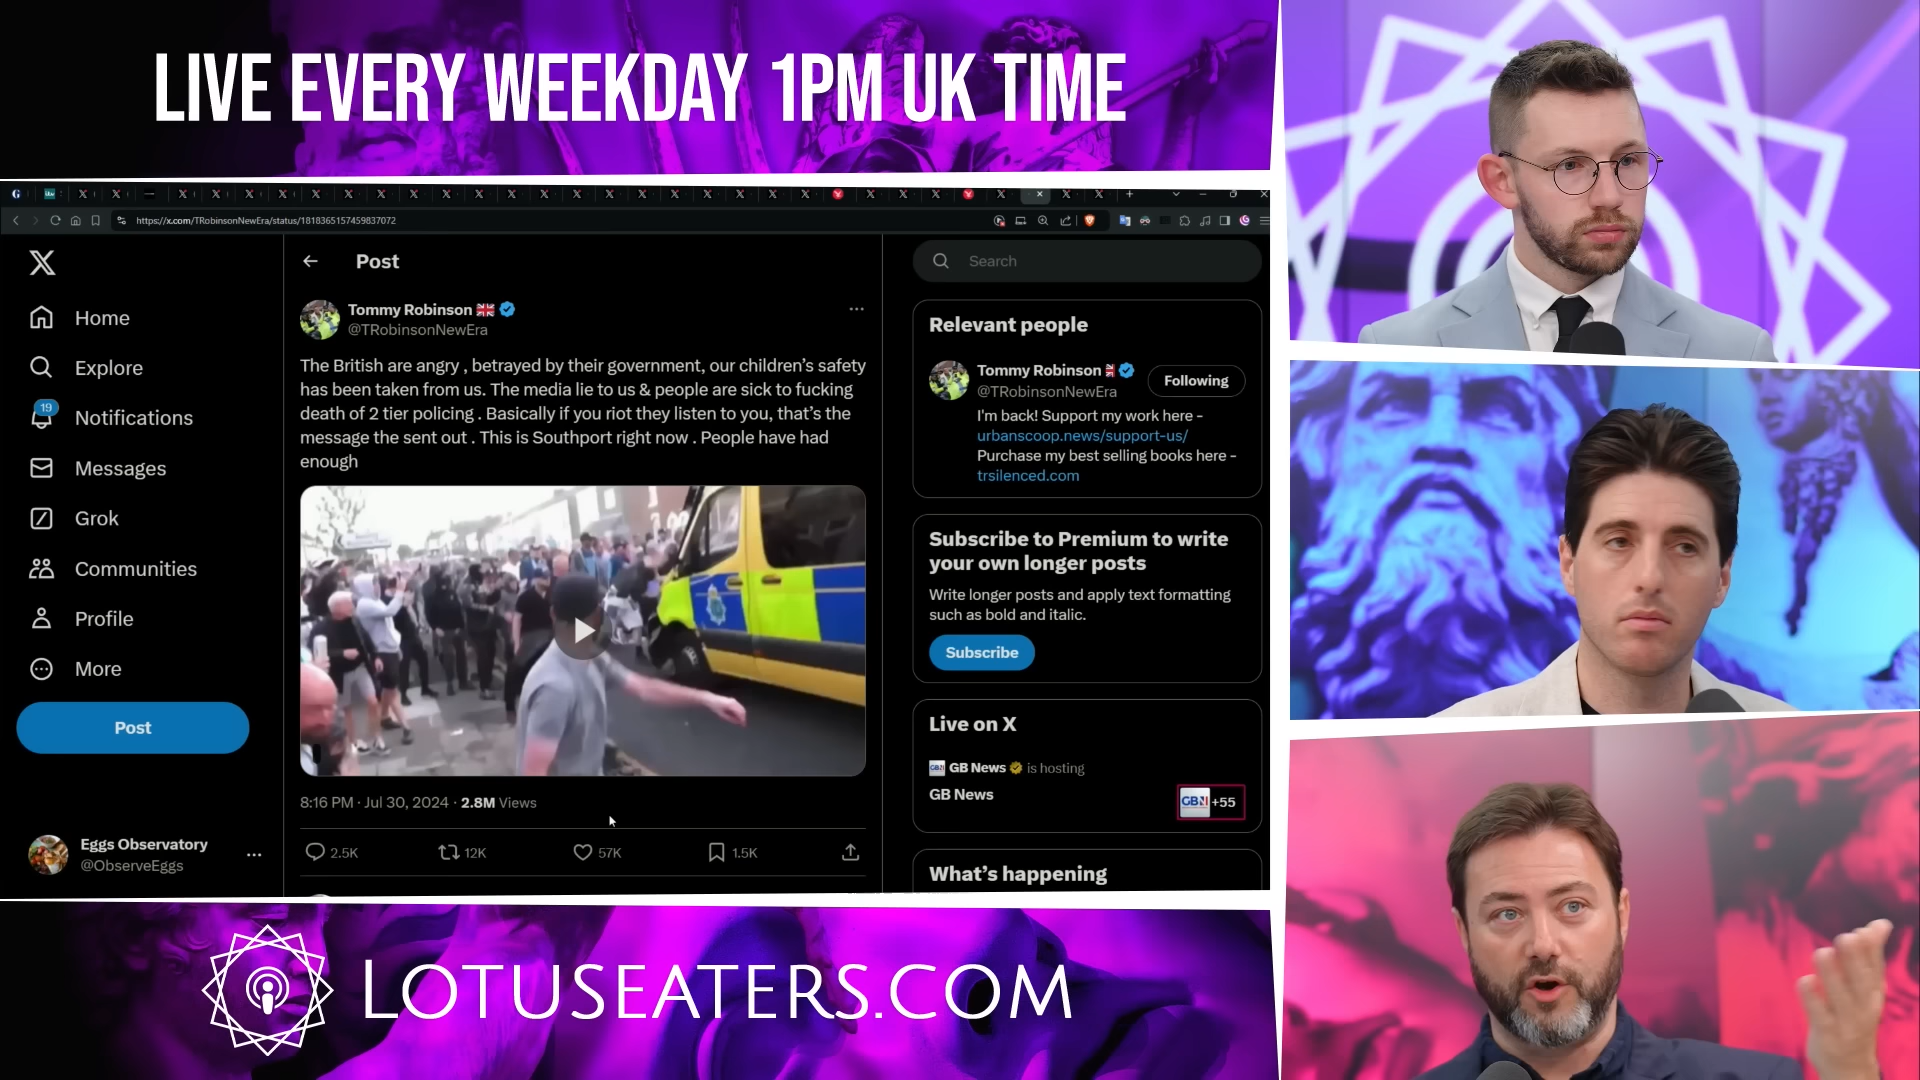 LIVE EVERY WEEKDAY 1PM UK TIME
https://x.com/TRobinsonNewEra/status/1818365157459837072
Home
Explore
19
Notifications
Messages
Grok
Communities
Profile
More
Post
Eggs Observatory
@ObserveEggs
Post
Tommy Robinson
@TRobinsonNewEra
The British are angry , betrayed by their government, our children's safety
has been taken from us. The media lie to us & people are sick to fucking
death of 2 tier policing . Basically if you riot they listen to you, that's the
message the sent out . This is Southport right now . People have had
enough
8:16 PM · Jul 30, 2024 · 2.8M Views
2.5K
12K
57K
1.5K
Search
Relevant people
Tommy Robinson
@TRobinsonNewEra
Following
I'm back! Support my work here -
urbanscoop.news/support-us/
Purchase my best selling books here -
trsilenced.com
Subscribe to Premium to write
your own longer posts
Write longer posts and apply text formatting
such as bold and italic.
Subscribe
Live on X
GB News is hosting
GB News
GBN +55
What's happening
LOTUSEATERS.COM